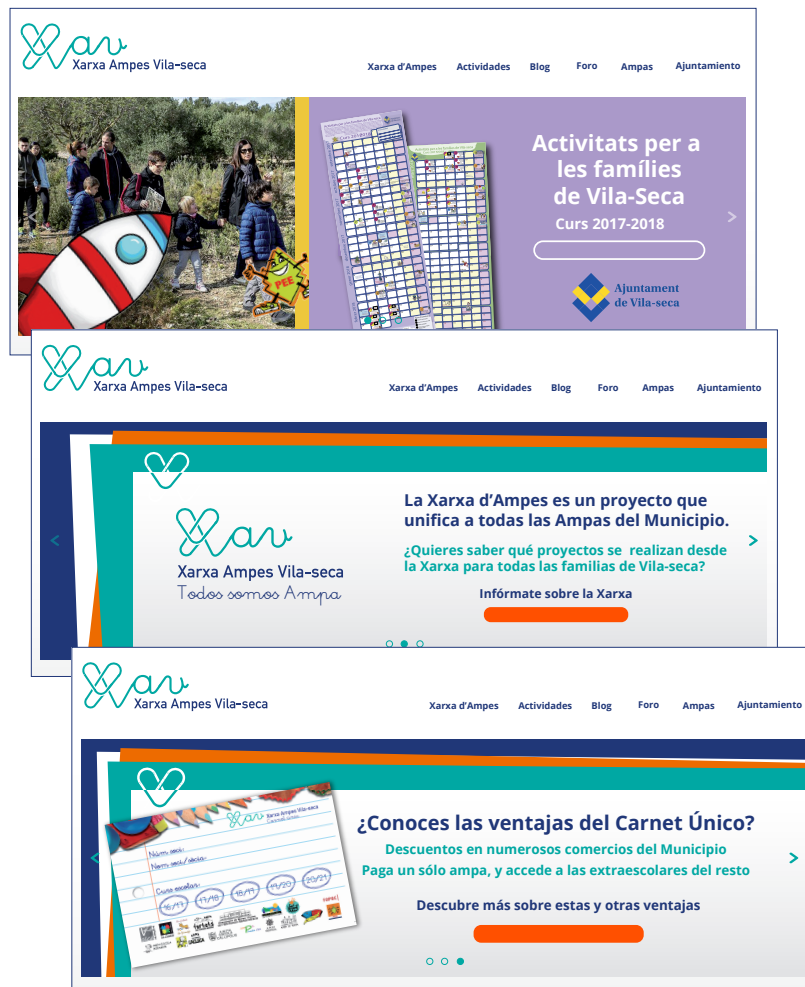 Xav
Xarxa Ampes Vila-seca
Xarxa d'Ampes Actividades Blog Foro Ampas Ajuntamiento
Activitats per a
les famílies
de Vila-Seca
Curs 2017-2018
PEE
Ajuntament
de Vila-seca
Xav
Xarxa Ampes Vila-seca
Xarxa d'Ampes Actividades Blog Foro Ampas Ajuntamiento
La Xarxa d'Ampes es un proyecto que
unifica a todas las Ampas del Municipio.
¿Quieres saber qué proyectos se realizan desde
la Xarxa para todas las familias de Vila-seca?
Infórmate sobre la Xarxa
Xav
Xarxa Ampes Vila-seca
Todos somos Ampa
Xav
Xarxa Ampes Vila-seca
Xarxa d'Ampes Actividades Blog Foro Ampas Ajuntamiento
Xav Xarxa Ampes Vila-seca
Núm soci:
Nom soci/sòcia:
Curs escolar:
16/17 17/18 18/19 19/20 20/21
¿Conoces las ventajas del Carnet Único?
Descuentos en numerosos comercios del Municipio
Paga un sólo ampa, y accede a las extraescolares del resto
Descubre más sobre estas y otras ventajas